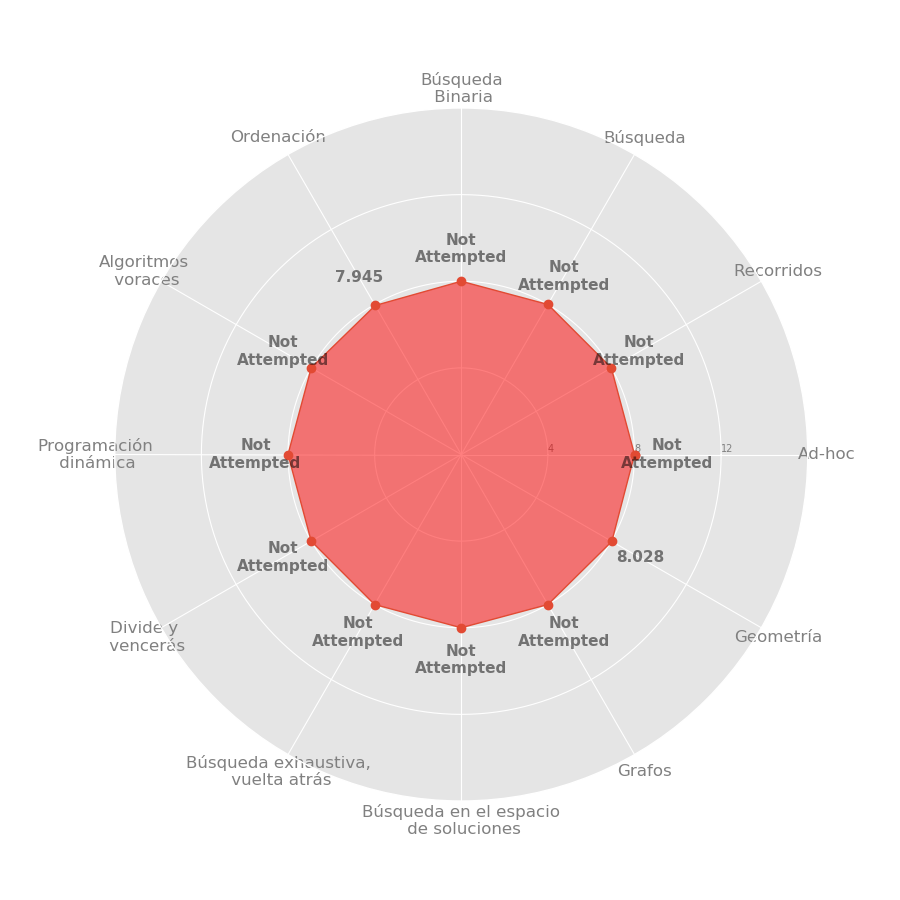 Búsqueda
Binaria
Ordenación
Búsqueda
Not
Attempted
Algoritmos
voraces
7.945
Not
Attempted
Recorridos
Not
Attempted
Not
Attempted
Programación
dinámica
Not
Attempted
4
8
12
Not
Attempted
Ad-hoc
Not
Attempted
8.028
Divide y
vencerás
Not
Attempted
Not
Attempted
Geometría
Not
Attempted
Búsqueda exhaustiva,
vuelta atrás
Grafos
Búsqueda en el espacio
de soluciones